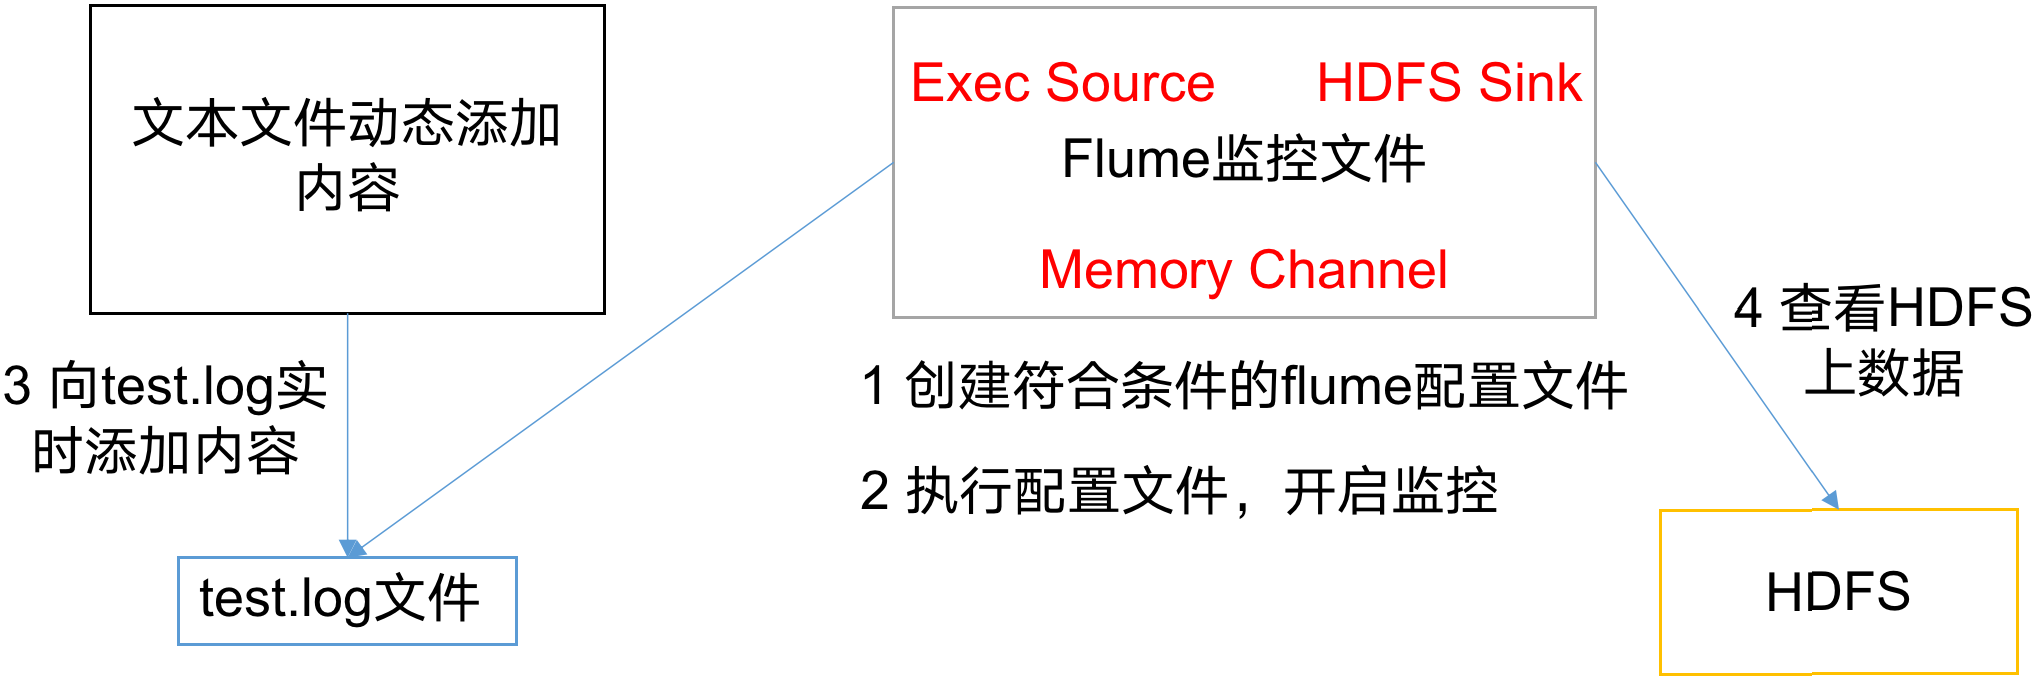 文本文件动态添加
内容
Exec Source
HDFS Sink
Flume监控文件
Memory Channel
3 向test.log实
时添加内容
1 创建符合条件的flume配置文件
2 执行配置文件，开启监控
4 查看HDFS
上数据
test.log文件
HDFS